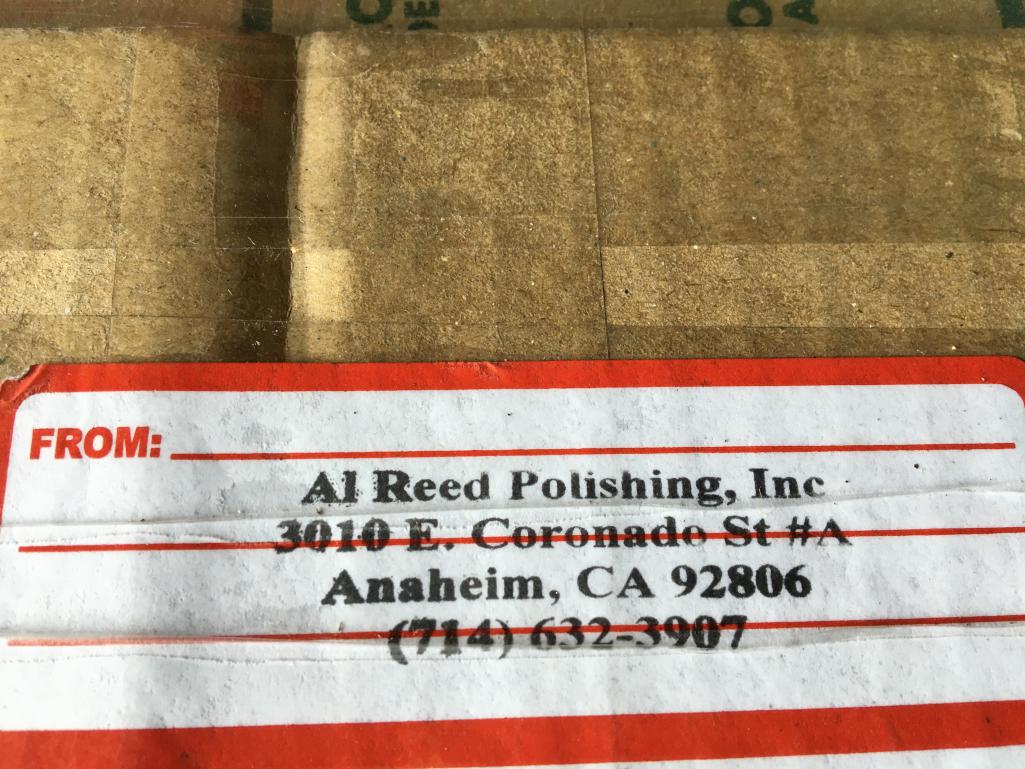 FROM:
Al Reed Polishing, Inc
3010 E. Coronado St #A
Anaheim, CA 92806
(714) 632-3907